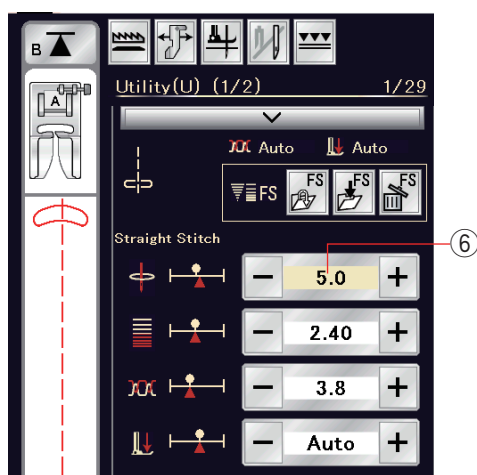 B
A
Utility(U) (1/2) 1/29
Auto Auto
FS FS FS FS
Straight Stitch
− 5.0 + ⑥
− 2.40 +
− 3.8 +
− Auto +